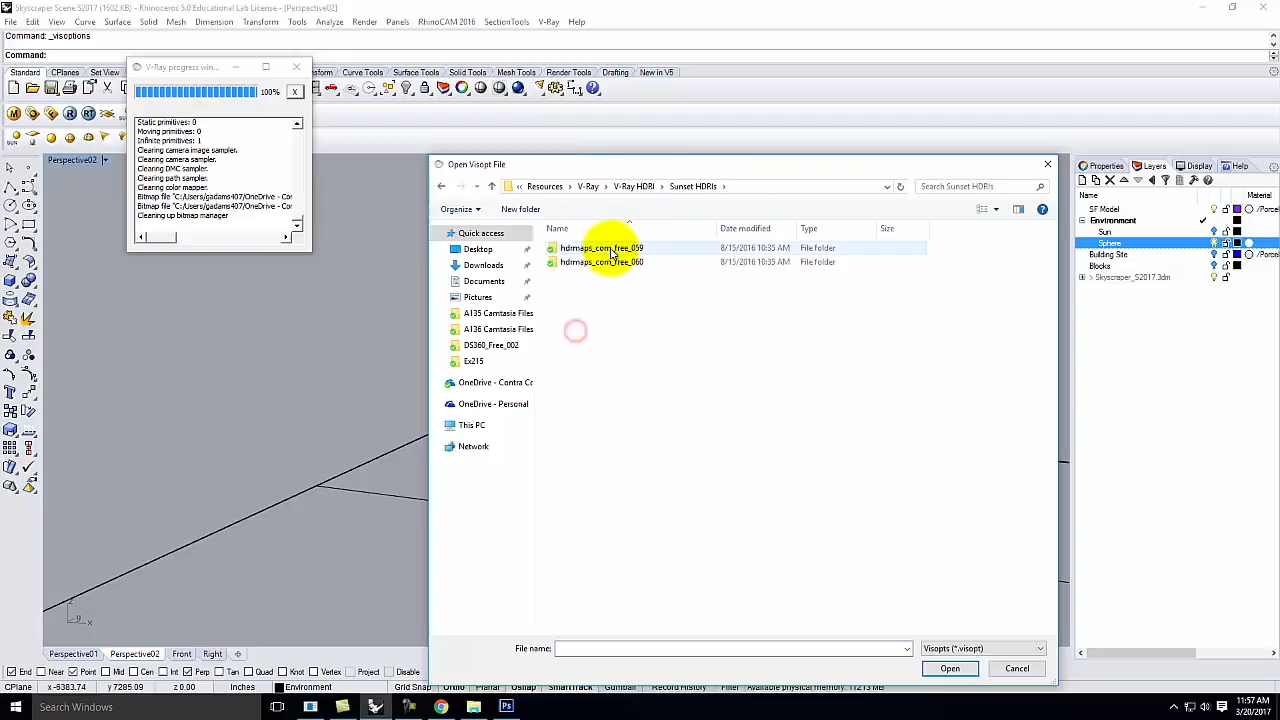 Skyscraper Scene S2017 (1602 KB) - Rhinoceros 5.0 Educational Lab License - [Perspective02]
File Edit View Curve Surface Solid Mesh Dimension Transform Tools Analyze Render Panels RhinoCAM 2016 SectionTools V-Ray Help
Command: _visoptions
Command:
V-Ray progress win...
Standard CPlanes Set View
nsform Curve Tools Surface Tools Solid Tools Mesh Tools Render Tools Drafting New in V5
100% X
Static primitives: 0
Moving primitives: 0
Infinite primitives: 1
Clearing camera image sampler.
Clearing camera sampler.
Clearing DMC sampler.
Clearing path sampler.
Clearing color mapper.
Bitmap file "C:/Users/gadams407/OneDrive - Con
Bitmap file "C:/Users/gadams407/OneDrive - Con
Cleaning up bitmap manager
SUN
Perspective02
Open Visopt File
« Resources › V-Ray › V-Ray HDRI › Sunset HDRIs ›
Search Sunset HDRIs
Organize New folder
Name Date modified Type Size
hdrmaps_com_free_059 8/15/2016 10:35 AM File folder
hdrmaps_com_free_060 8/15/2016 10:35 AM File folder
Quick access
Desktop
Downloads
Documents
Pictures
A135 Camtasia Files
A136 Camtasia Files
DS360_Free_002
Ex215
OneDrive - Contra Cc
OneDrive - Personal
This PC
Network
File name:
Visopts (*.visopt)
Open Cancel
Properties Layers Display Help
Name Material
SF Model /Parcel
Environment
Sun
Sphere
Building Site /Parcel
Blocks
Skyscraper_S2017.3dm
z y x
Perspective01 Perspective02 Front Right
End Near Point Mid Cen Int Perp Tan Quad Knot Vertex Project Disable
CPlane x -6383.74 y 7285.09 z 0.00 Inches Environment Grid Snap Ortho Planar Osnap SmartTrack Gumball Record History Filter Available physical memory: 11213 MB
Search Windows
11:57 AM
3/20/2017